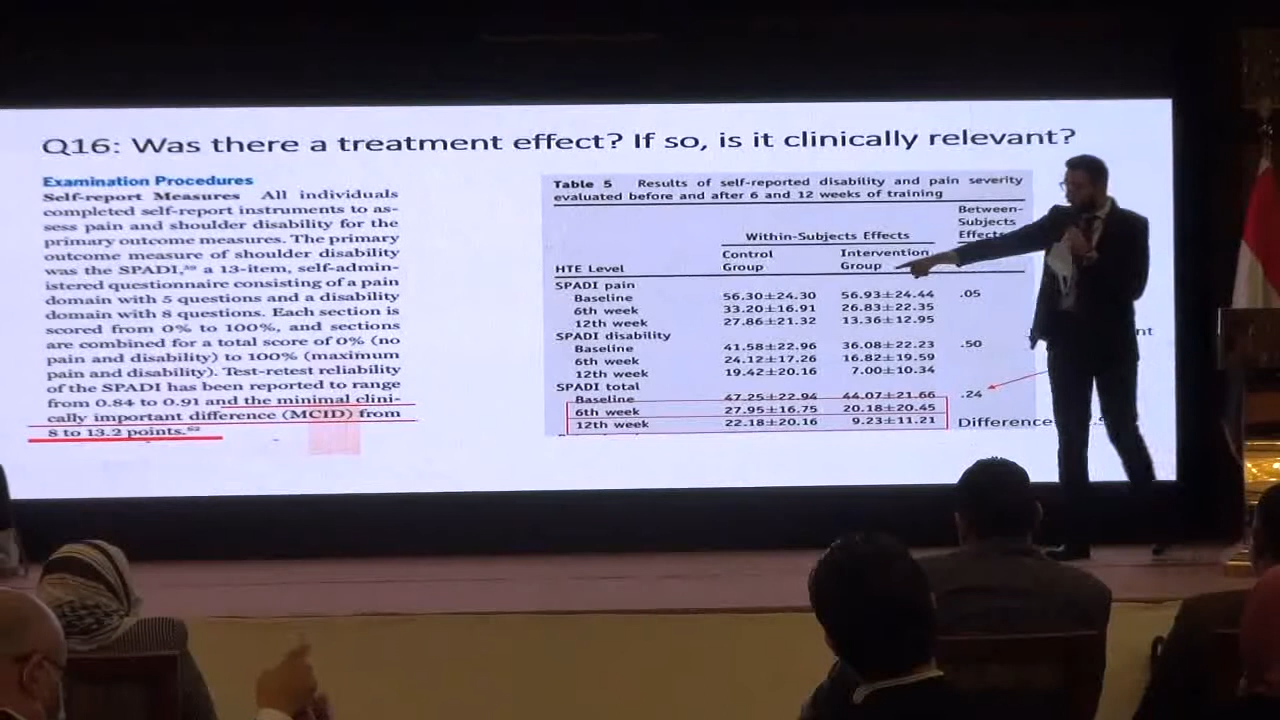 Q16: Was there a treatment effect? If so, is it clinically relevant?
Examination Procedures
Self-report Measures All individuals
completed self-report instruments to as-
sess pain and shoulder disability for the
primary outcome measures. The primary
outcome measure of shoulder disability
was the SPADI, a 13-item, self-admin-
istered questionnaire consisting of a pain
domain with 5 questions and a disability
domain with 8 questions. Each section is
scored from 0% to 100%, and sections
are combined for a total score of 0% (no
pain and disability) to 100% (maximum
pain and disability). Test-retest reliability
of the SPADI has been reported to range
from 0.84 to 0.91 and the minimal clini-
cally important difference (MCID) from
8 to 13.2 points.
Table 5 Results of self-reported disability and pain severity
evaluated before and after 6 and 12 weeks of training
Within-Subjects Effects
Between-
Subjects
Effects
HTE Level
Control
Group
Intervention
Group
SPADI pain
Baseline 56.30±24.30 56.93±24.44 .05
6th week 33.20±16.91 26.83±22.35
12th week 27.86±21.32 13.36±12.95
SPADI disability
Baseline 41.58±22.96 36.08±22.23 .50
6th week 24.12±17.26 16.82±19.59
12th week 19.42±20.16 7.00±10.34
SPADI total
Baseline 47.25±22.94 44.07±21.66 .24
6th week 27.95±16.75 20.18±20.45
12th week 22.18±20.16 9.23±11.21
Difference